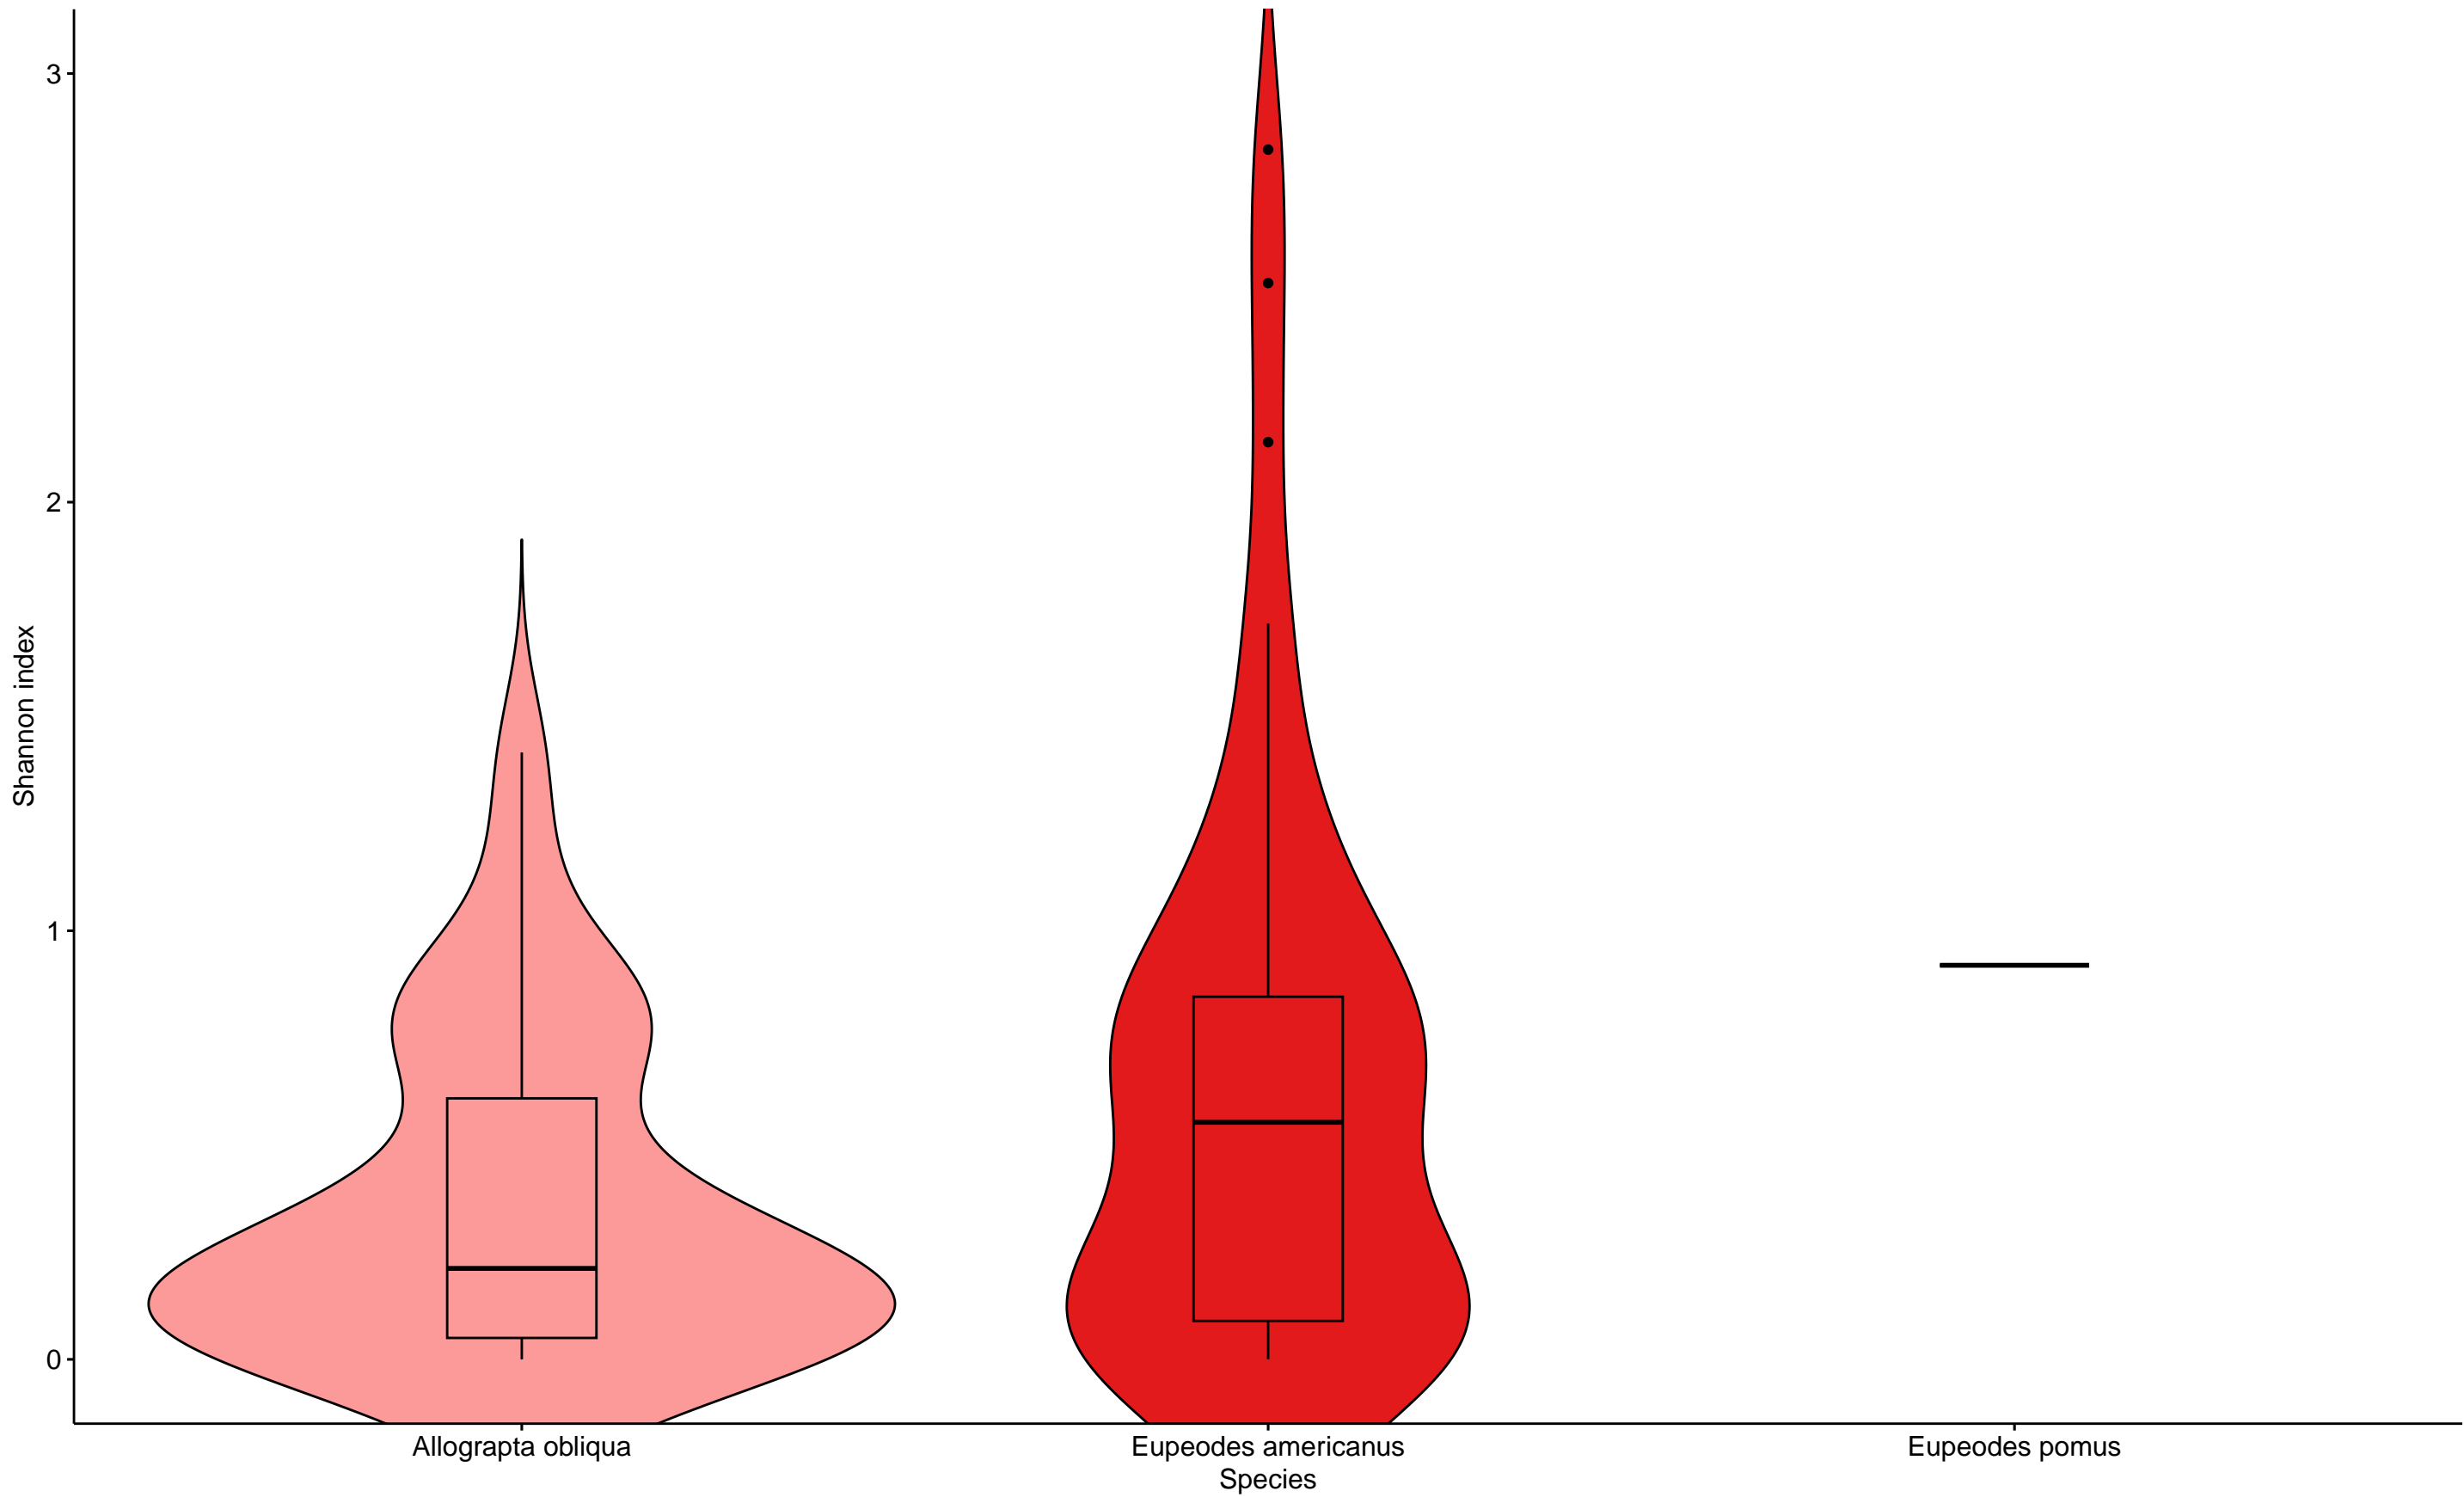 3
2
1
0
Shannon index
Allograpta obliqua
Eupeodes americanus
Eupeodes pomus
Species